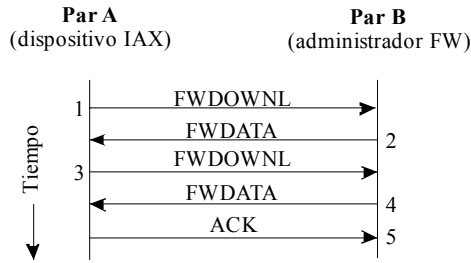 Par A
(dispositivo IAX)
Par B
(administrador FW)
Tiempo
1
FWDOWNL
FWDATA
2
3
FWDOWNL
FWDATA
4
ACK
5